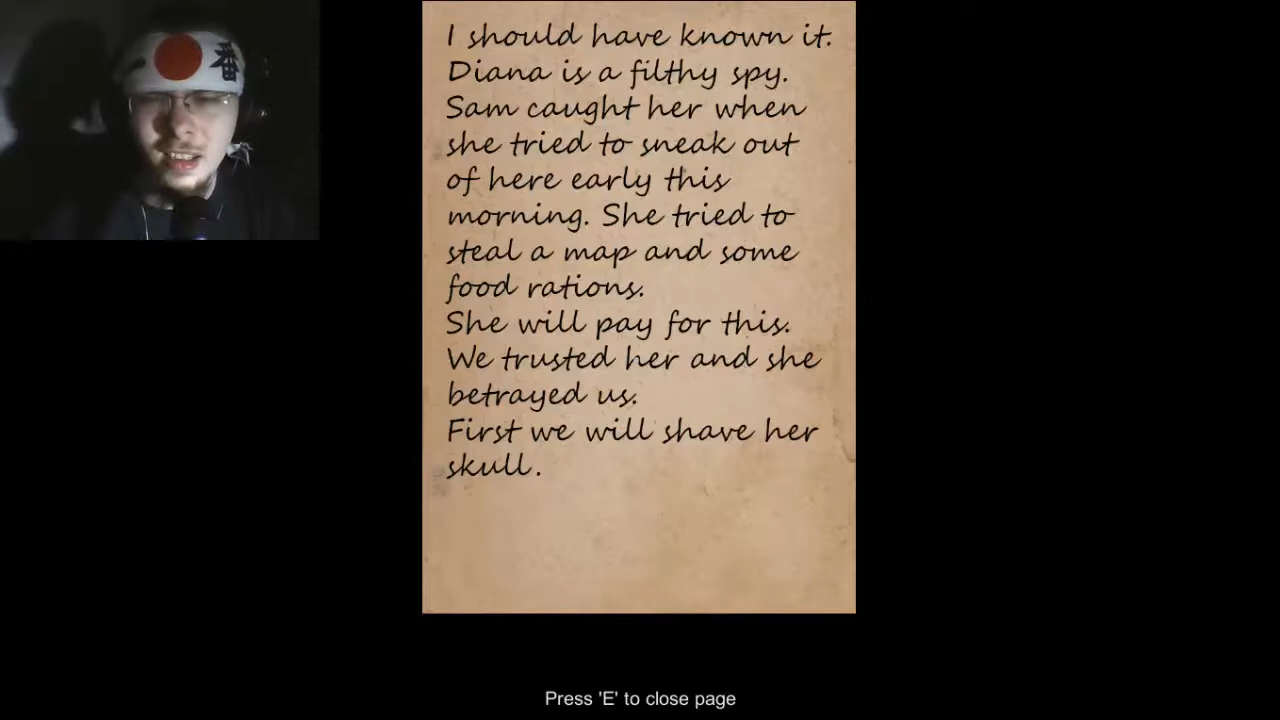 番
I should have known it.
Diana is a filthy spy.
Sam caught her when
she tried to sneak out
of here early this
morning. She tried to
steal a map and some
food rations.
She will pay for this.
We trusted her and she
betrayed us.
First we will shave her
skull.
Press 'E' to close page